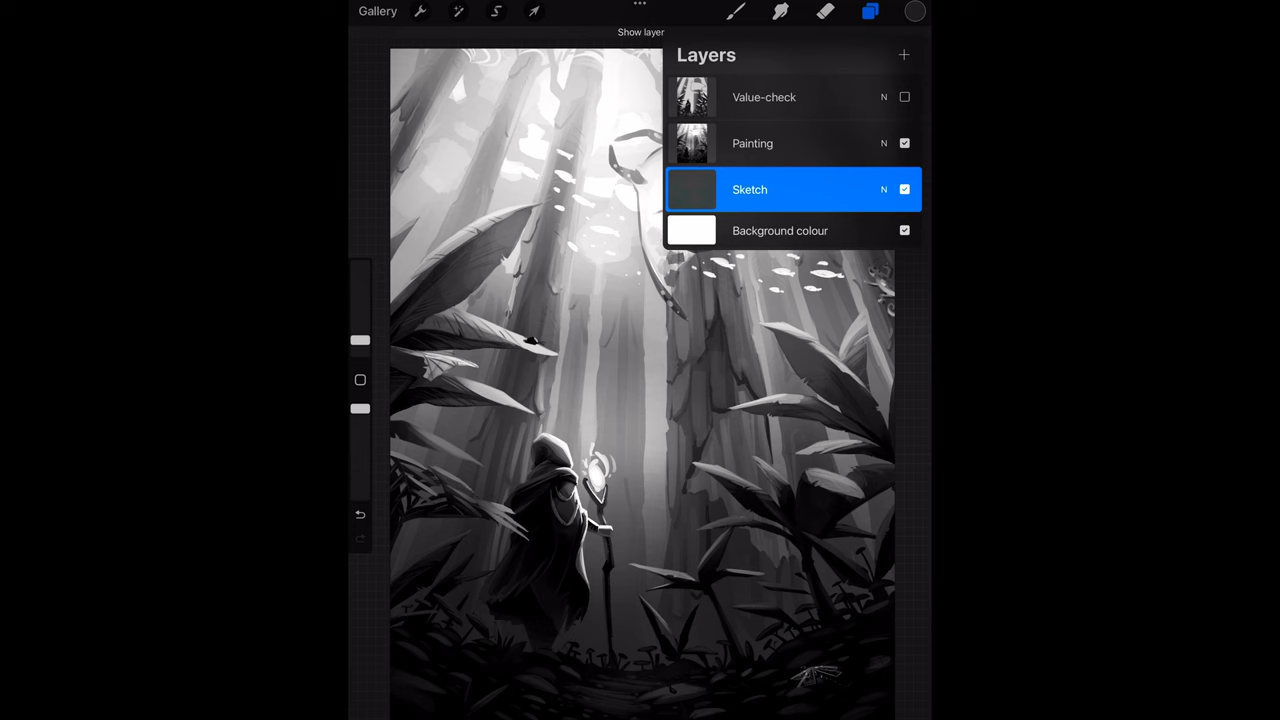 Gallery
Show layer
Layers
Value-check N
Painting N
Sketch N
Background colour